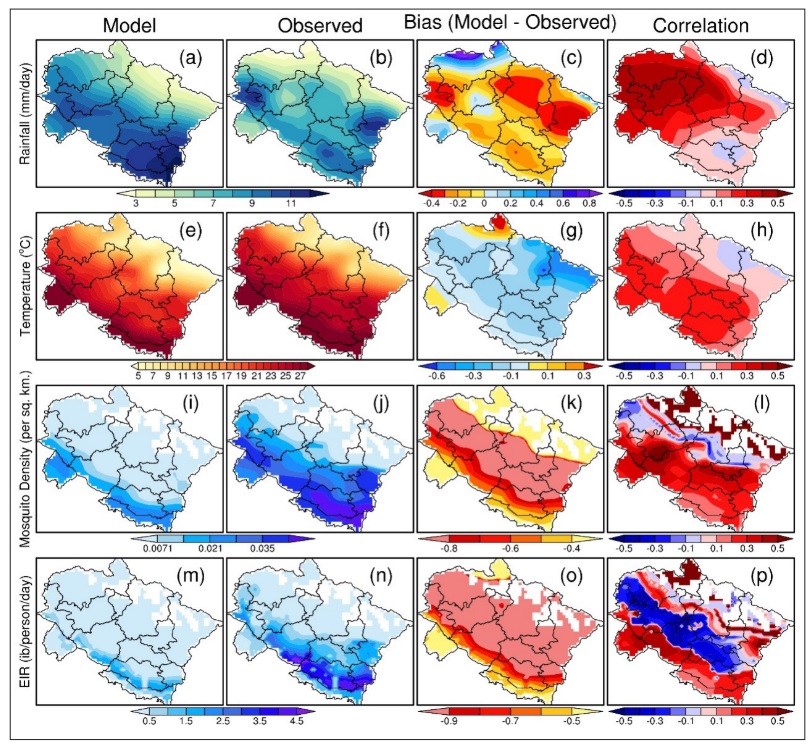 Model Observed Bias (Model - Observed) Correlation
Rainfall (mm/day)
(a) (b) (c) (d)
3 5 7 9 11
-0.4 -0.2 0 0.2 0.4 0.6 0.8
-0.5 -0.3 -0.1 0.1 0.3 0.5
Temperature (°C)
(e) (f) (g) (h)
5 7 9 11 13 15 17 19 21 23 25 27
-0.6 -0.4 -0.1 0.1 0.3
-0.5 -0.3 -0.1 0.1 0.3 0.5
Mosquito Density (per sq. km.)
(i) (j) (k) (l)
0.0071 0.021 0.035
-0.8 -0.6 -0.4
-0.5 -0.3 -0.1 0.1 0.3 0.5
EIR (ib/person/day)
(m) (n) (o) (p)
0.5 1.5 2.5 3.5 4.5
-0.9 -0.7 -0.5
-0.5 -0.3 -0.1 0.1 0.3 0.5